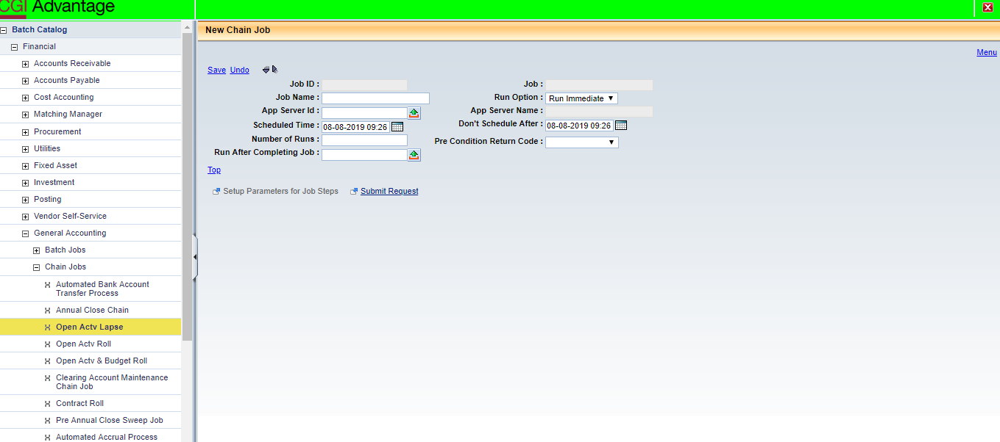 CGI Advantage
Batch Catalog
Financial
Accounts Receivable
Accounts Payable
Cost Accounting
Matching Manager
Procurement
Utilities
Fixed Asset
Investment
Posting
Vendor Self-Service
General Accounting
Batch Jobs
Chain Jobs
Automated Bank Account
Transfer Process
Annual Close Chain
Open Actv Lapse
Open Actv Roll
Open Actv & Budget Roll
Clearing Account Maintenance
Chain Job
Contract Roll
Pre Annual Close Sweep Job
Automated Accrual Process
New Chain Job
Menu
Save Undo
Job ID : Job :
Job Name : Run Option : Run Immediate
App Server Id : App Server Name :
Scheduled Time : 08-08-2019 09:26 Don't Schedule After : 08-08-2019 09:26
Number of Runs : Pre Condition Return Code :
Run After Completing Job :
Top
Setup Parameters for Job Steps Submit Request